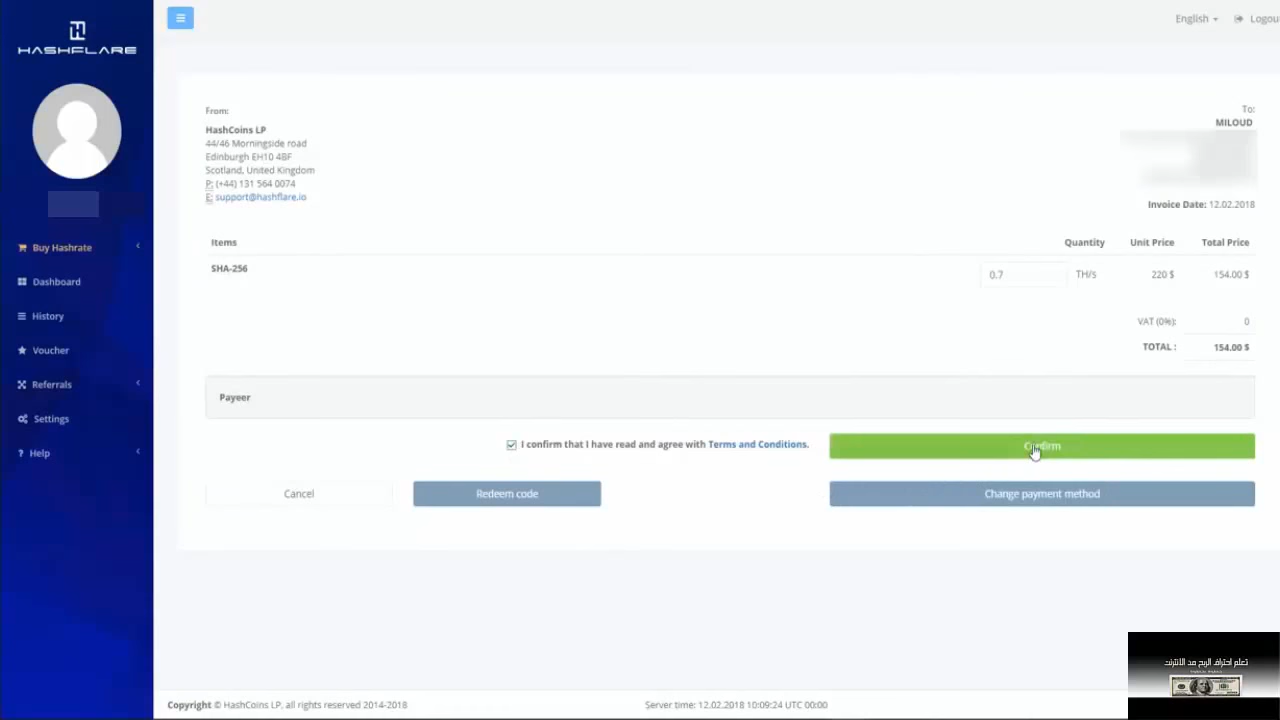 HASHFLARE
Buy Hashrate
Dashboard
History
Voucher
Referrals
Settings
? Help
English
Logou
From:
HashCoins LP
44/46 Morningside road
Edinburgh EH10 4BF
Scotland, United Kingdom
P: (+44) 131 564 0074
E: support@hashflare.io
To:
MILOUD
Invoice Date: 12.02.2018
Items Quantity Unit Price Total Price
SHA-256 0.7 TH/s 220 $ 154.00 $
VAT (0%): 0
TOTAL : 154.00 $
Payeer
I confirm that I have read and agree with Terms and Conditions.
Confirm
Cancel
Redeem code
Change payment method
تعلم احتراف الربح من الانترنت
Copyright © HashCoins LP, all rights reserved 2014-2018
Server time: 12.02.2018 10:09:24 UTC 00:00